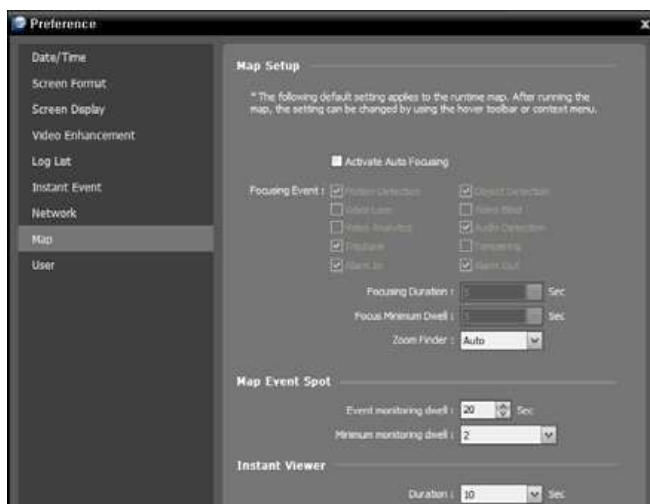 Preference
x
Date/Time
Screen Format
Screen Display
Video Enhancement
Log List
Instant Event
Network
Map
User
Map Setup
* The following default setting applies to the runtime map. After running the
map, the setting can be changed by using the hover toolbar or context menu.
Activate Auto Focusing
Focusing Event :
Motion Detection
Object Detection
Video Loss
Video Blind
Video Analytics
Audio Detection
Tripzone
Tampering
Alarm In
Alarm Out
Focusing Duration : 5 Sec
Focus Minimum Dwell : 3 Sec
Zoom Finder : Auto
Map Event Spot
Event monitoring dwell : 20 Sec
Minimum monitoring dwell : 2
Instant Viewer
Duration : 10 Sec